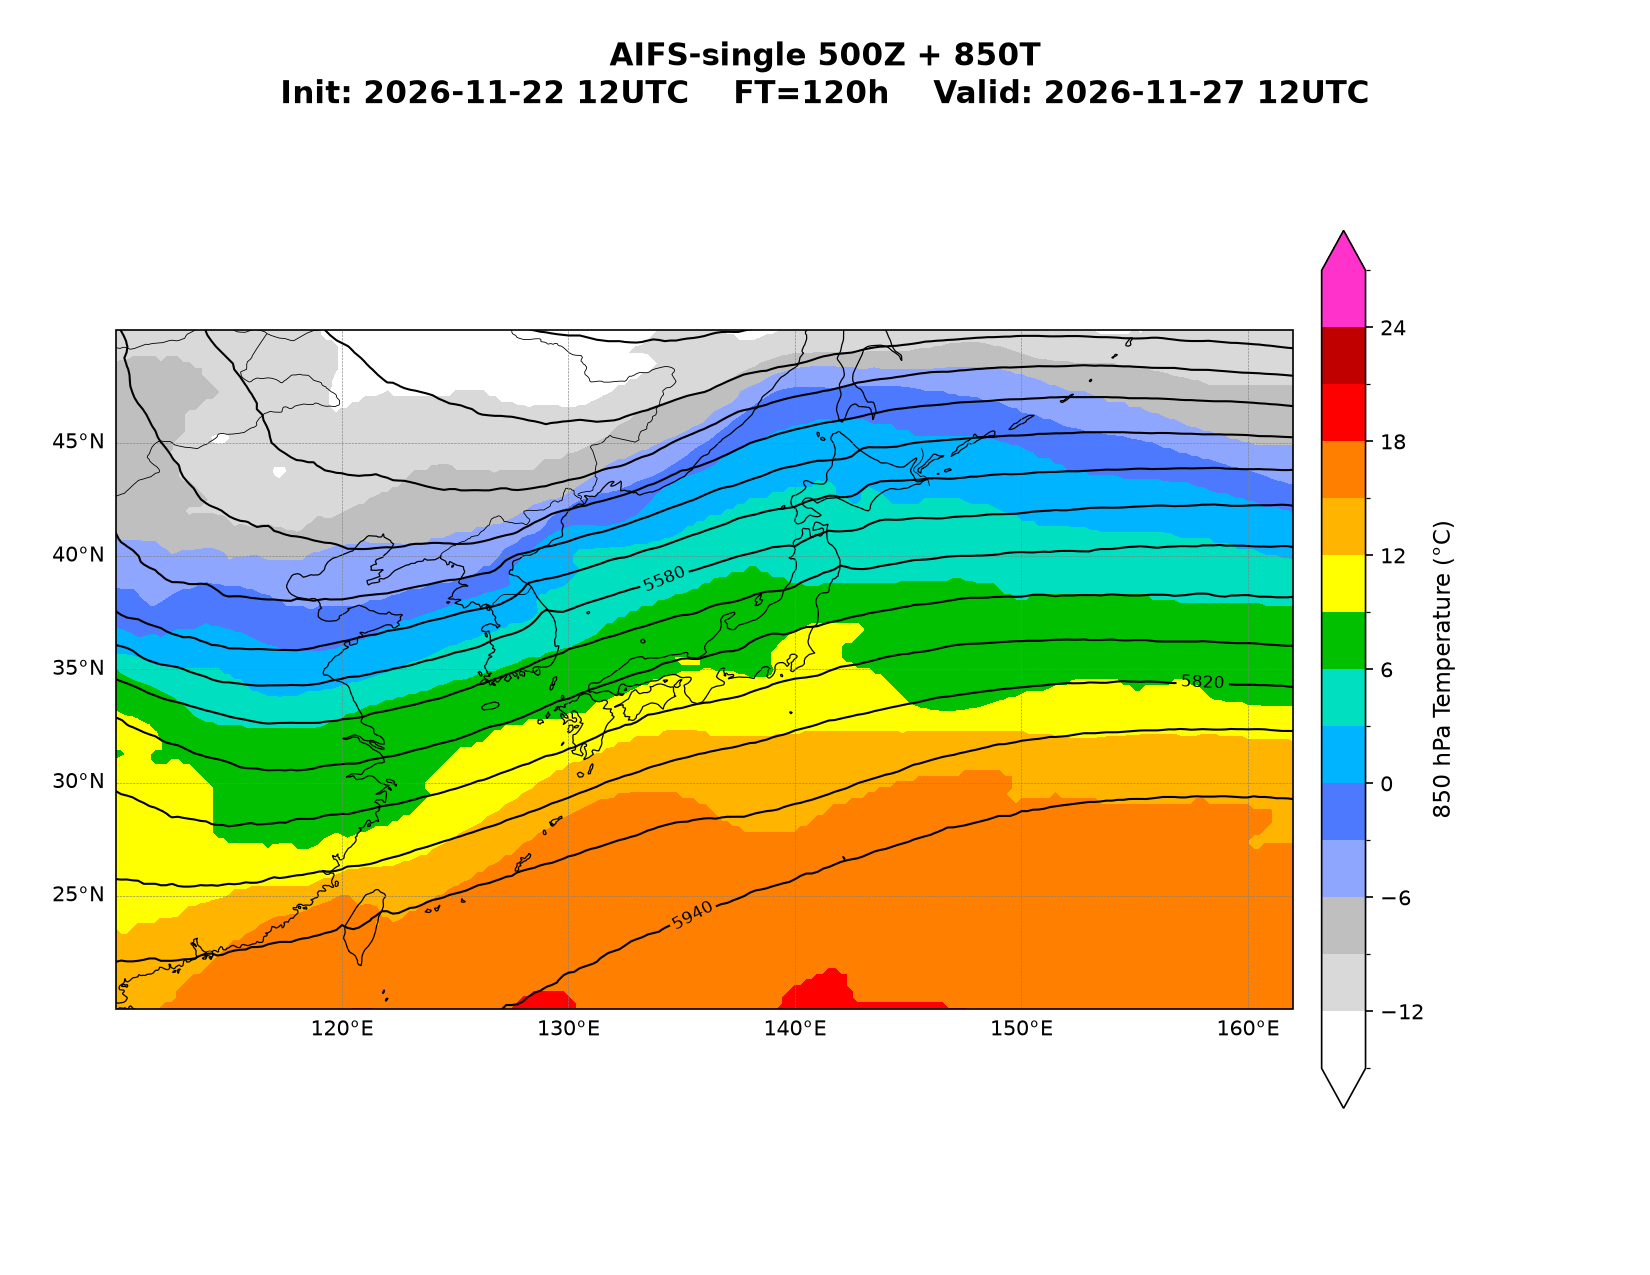 AIFS-single 500Z + 850T
Init: 2026-11-22 12UTC    FT=120h    Valid: 2026-11-27 12UTC
45°N
40°N
35°N
30°N
25°N
120°E
130°E
140°E
150°E
160°E
5580
5820
5940
24
18
12
6
0
−6
−12
850 hPa Temperature (°C)